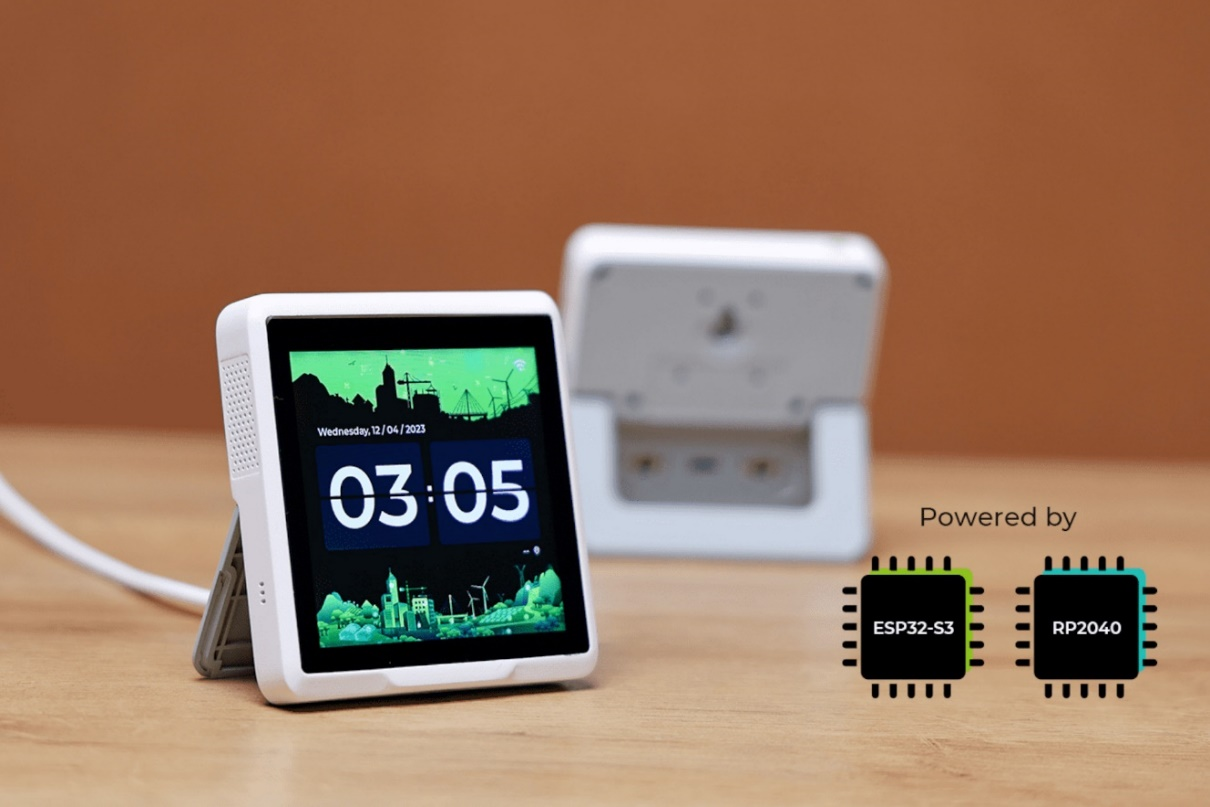 Wednesday, 12 / 04 / 2023
03:05
Powered by
ESP32-S3
RP2040